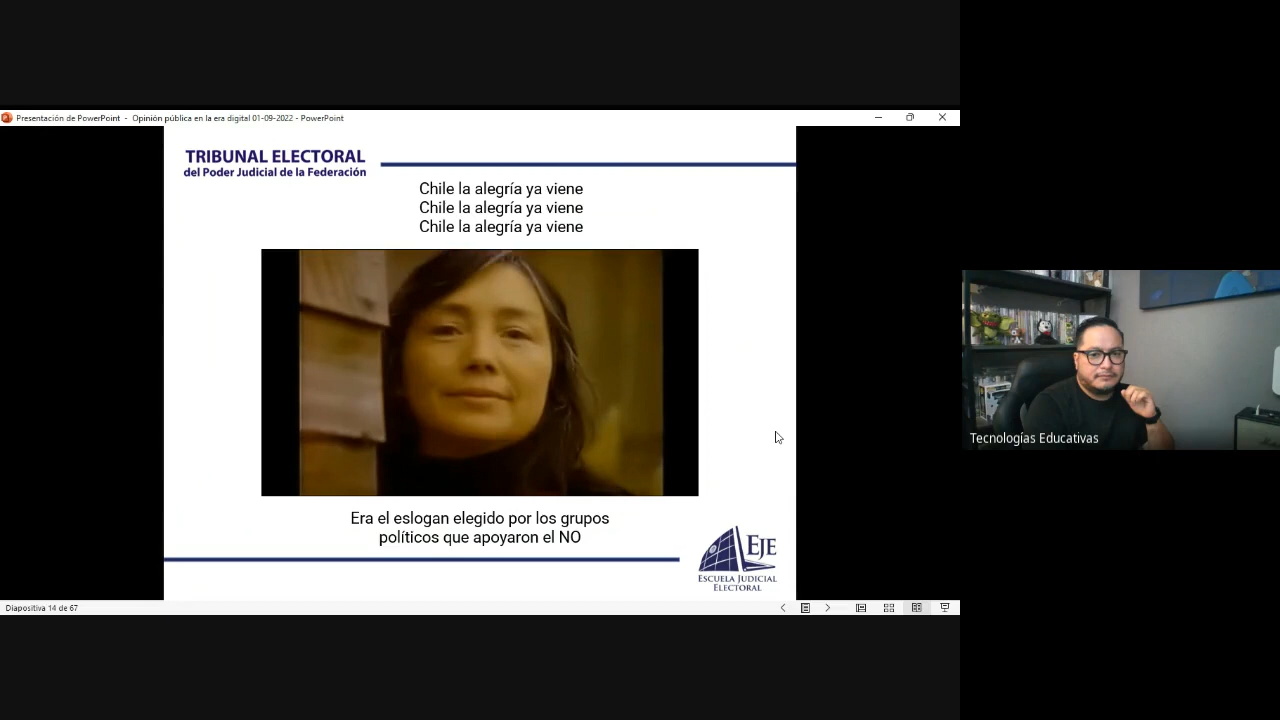 Presentación de PowerPoint - Opinión pública en la era digital 01-09-2022 - PowerPoint
TRIBUNAL ELECTORAL
del Poder Judicial de la Federación
Chile la alegría ya viene
Chile la alegría ya viene
Chile la alegría ya viene
Era el eslogan elegido por los grupos
políticos que apoyaron el NO
EJE
ESCUELA JUDICIAL
ELECTORAL
Diapositiva 14 de 67
Tecnologías Educativas